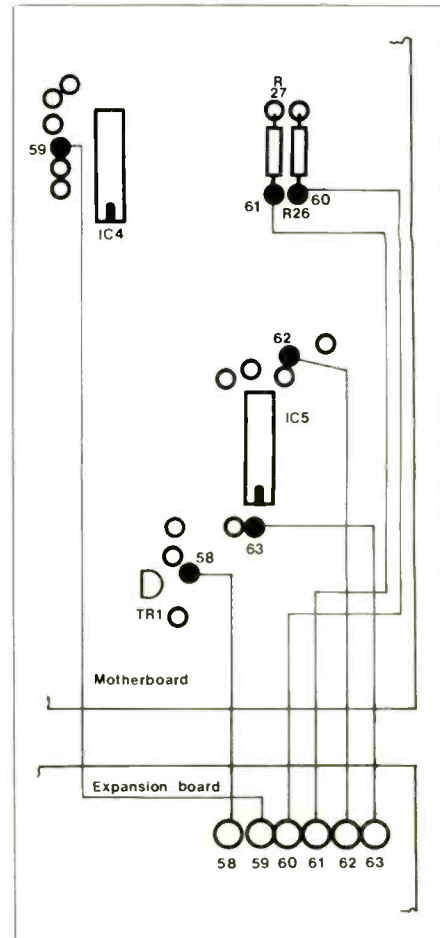 R
27
59
IC4
61 R26 60
62
IC5
63
58
TR1
Motherboard
Expansion board
58 59 60 61 62 63